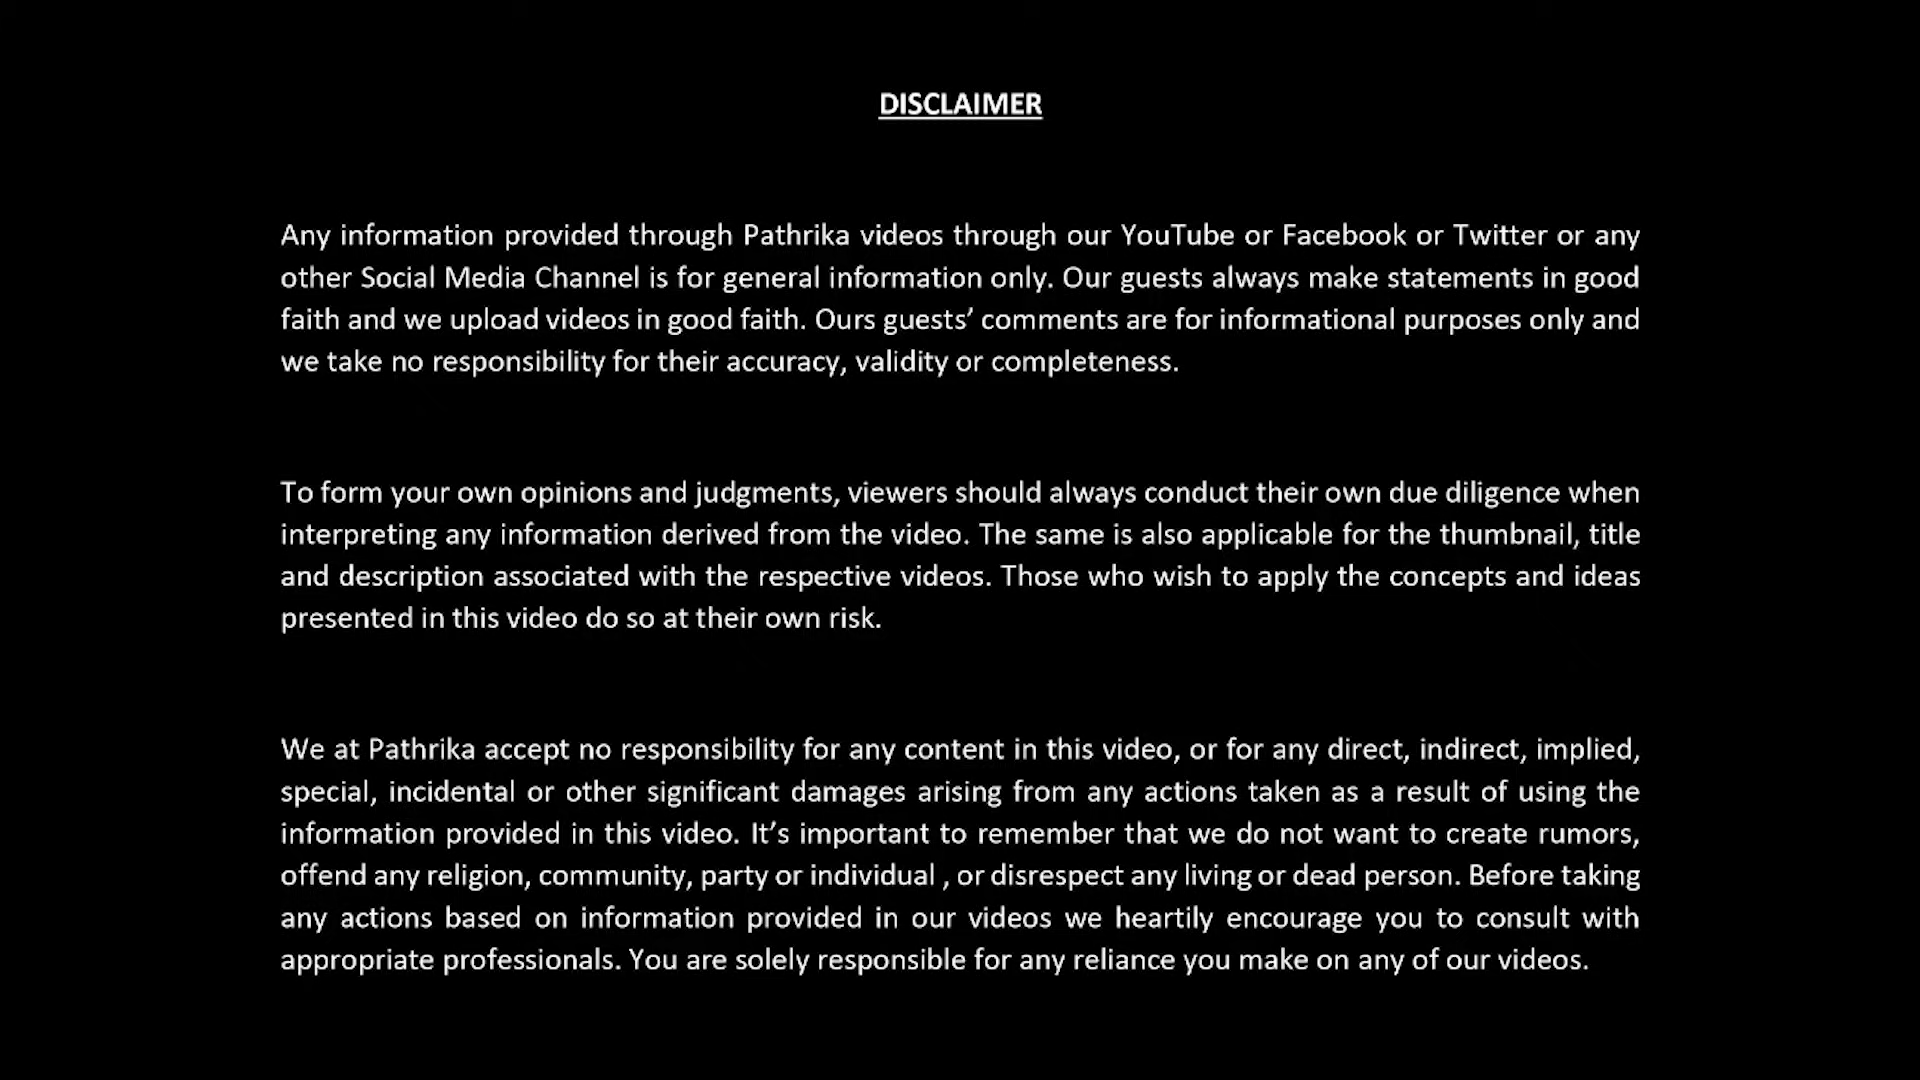 DISCLAIMER
Any information provided through Pathrika videos through our YouTube or Facebook or Twitter or any
other Social Media Channel is for general information only. Our guests always make statements in good
faith and we upload videos in good faith. Ours guests’ comments are for informational purposes only and
we take no responsibility for their accuracy, validity or completeness.
To form your own opinions and judgments, viewers should always conduct their own due diligence when
interpreting any information derived from the video. The same is also applicable for the thumbnail, title
and description associated with the respective videos. Those who wish to apply the concepts and ideas
presented in this video do so at their own risk.
We at Pathrika accept no responsibility for any content in this video, or for any direct, indirect, implied,
special, incidental or other significant damages arising from any actions taken as a result of using the
information provided in this video. It’s important to remember that we do not want to create rumors,
offend any religion, community, party or individual , or disrespect any living or dead person. Before taking
any actions based on information provided in our videos we heartily encourage you to consult with
appropriate professionals. You are solely responsible for any reliance you make on any of our videos.